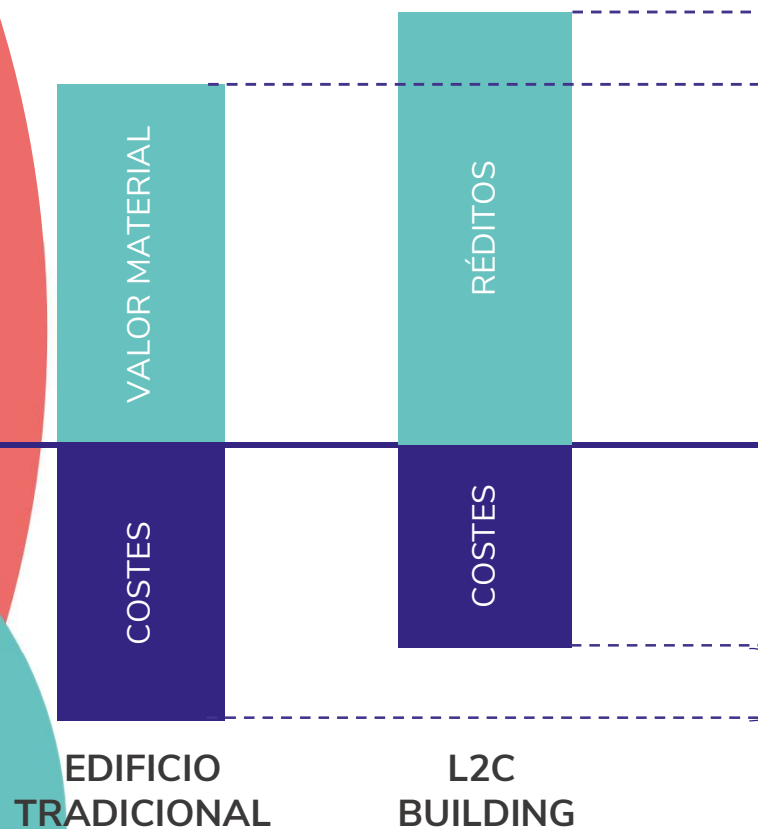 VALOR MATERIAL
RÉDITOS
COSTES
COSTES
EDIFICIO
TRADICIONAL
L2C
BUILDING